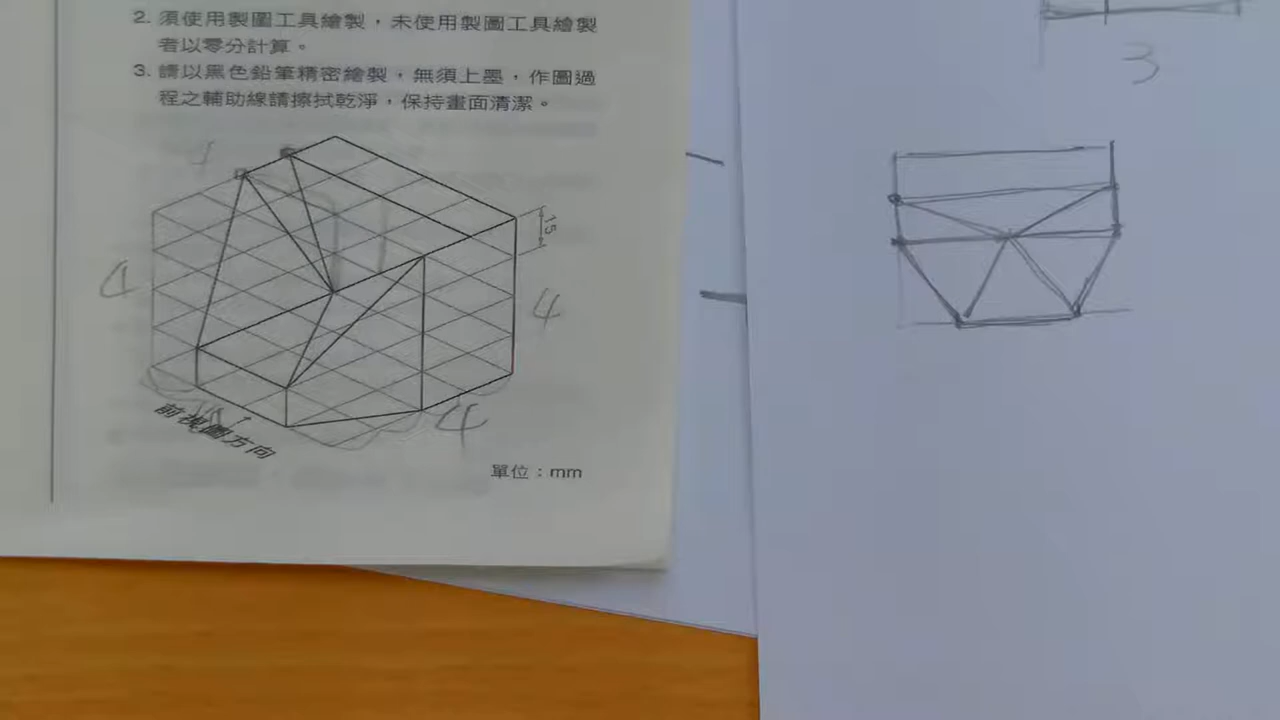 2. 須使用製圖工具繪製，未使用製圖工具繪製
者以零分計算。
3. 請以黑色鉛筆精密繪製，無須上墨，作圖過
程之輔助線請擦拭乾淨，保持畫面清潔。
15
4
4
4
前視圖方向
單位：mm
3